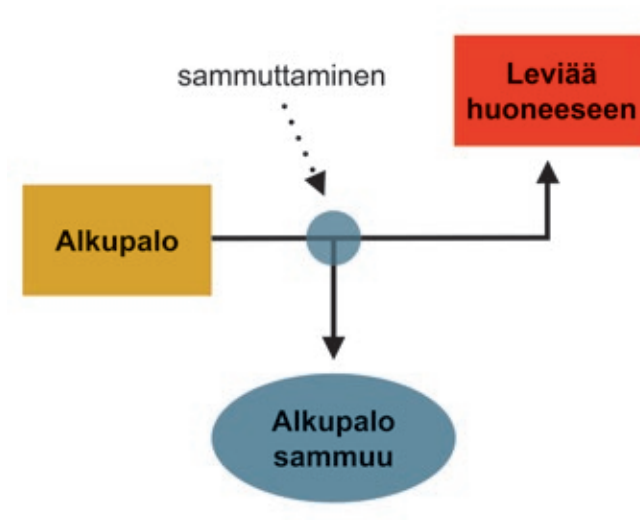 sammuttaminen
Leviää
huoneeseen
Alkupalo
Alkupalo
sammuu